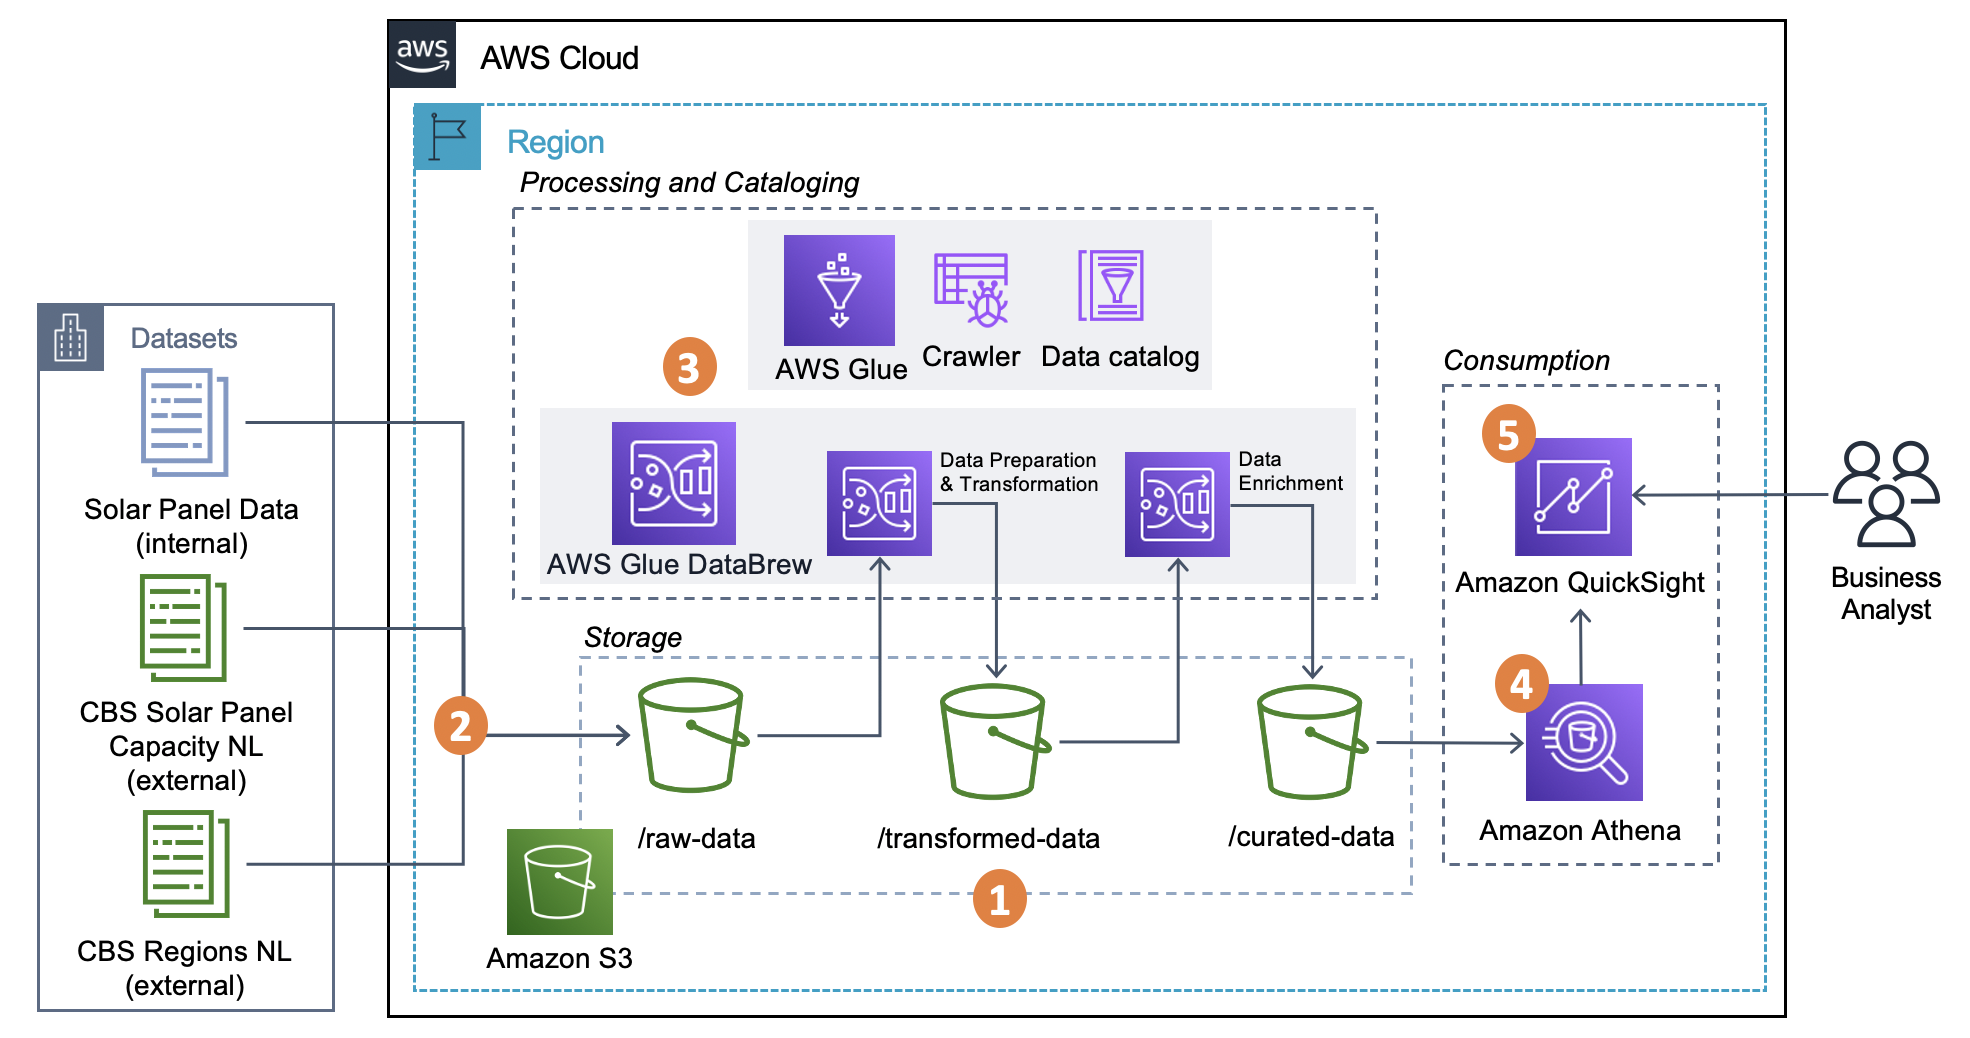 aws
AWS Cloud
Region
Processing and Cataloging
AWS Glue
Crawler
Data catalog
3
Data Preparation
& Transformation
Data
Enrichment
AWS Glue DataBrew
Datasets
Solar Panel Data
(internal)
CBS Solar Panel
Capacity NL
(external)
CBS Regions NL
(external)
2
Storage
/raw-data
/transformed-data
/curated-data
1
Amazon S3
Consumption
5
Amazon QuickSight
4
Amazon Athena
Business
Analyst